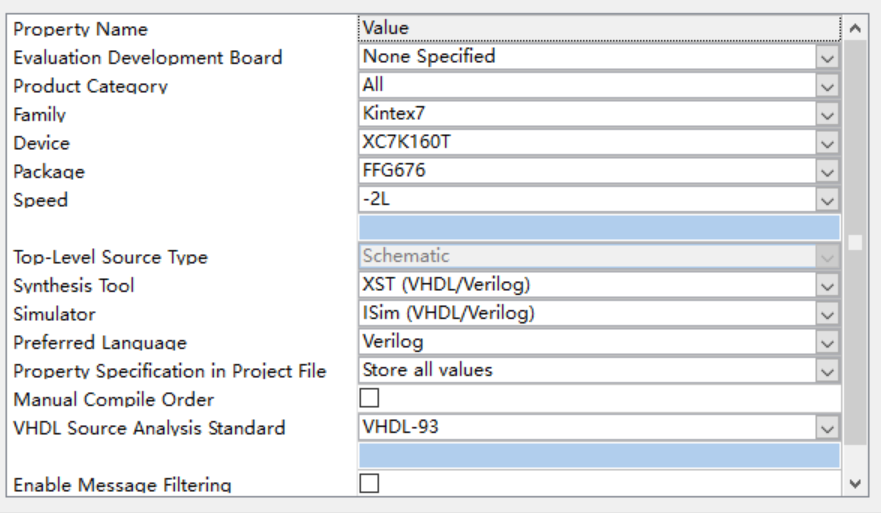 Property Name Value
Evaluation Development Board None Specified
Product Category All
Family Kintex7
Device XC7K160T
Package FFG676
Speed -2L
Top-Level Source Type Schematic
Synthesis Tool XST (VHDL/Verilog)
Simulator ISim (VHDL/Verilog)
Preferred Language Verilog
Property Specification in Project File Store all values
Manual Compile Order
VHDL Source Analysis Standard VHDL-93
Enable Message Filtering